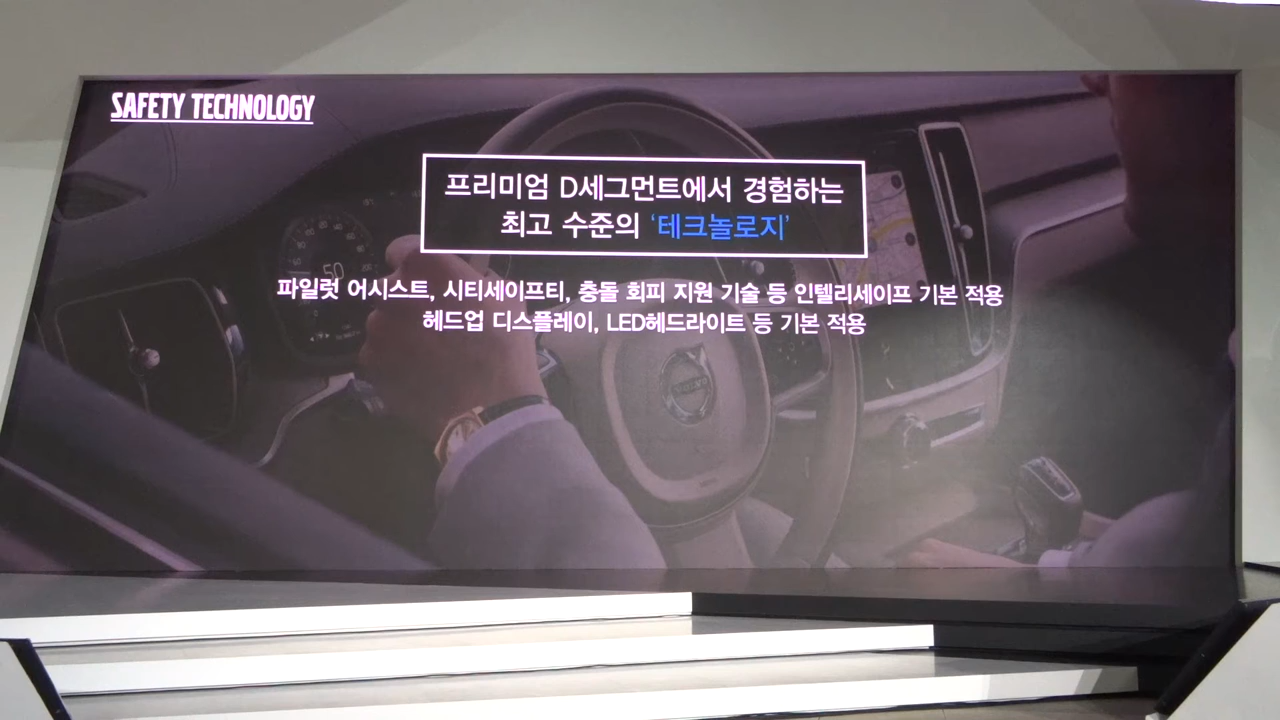 SAFETY TECHNOLOGY
프리미엄 D세그먼트에서 경험하는
최고 수준의 ‘테크놀로지’
파일럿 어시스트, 시티세이프티, 충돌 회피 지원 기술 등 인텔리세이프 기본 적용
헤드업 디스플레이, LED헤드라이트 등 기본 적용
50
VOLVO